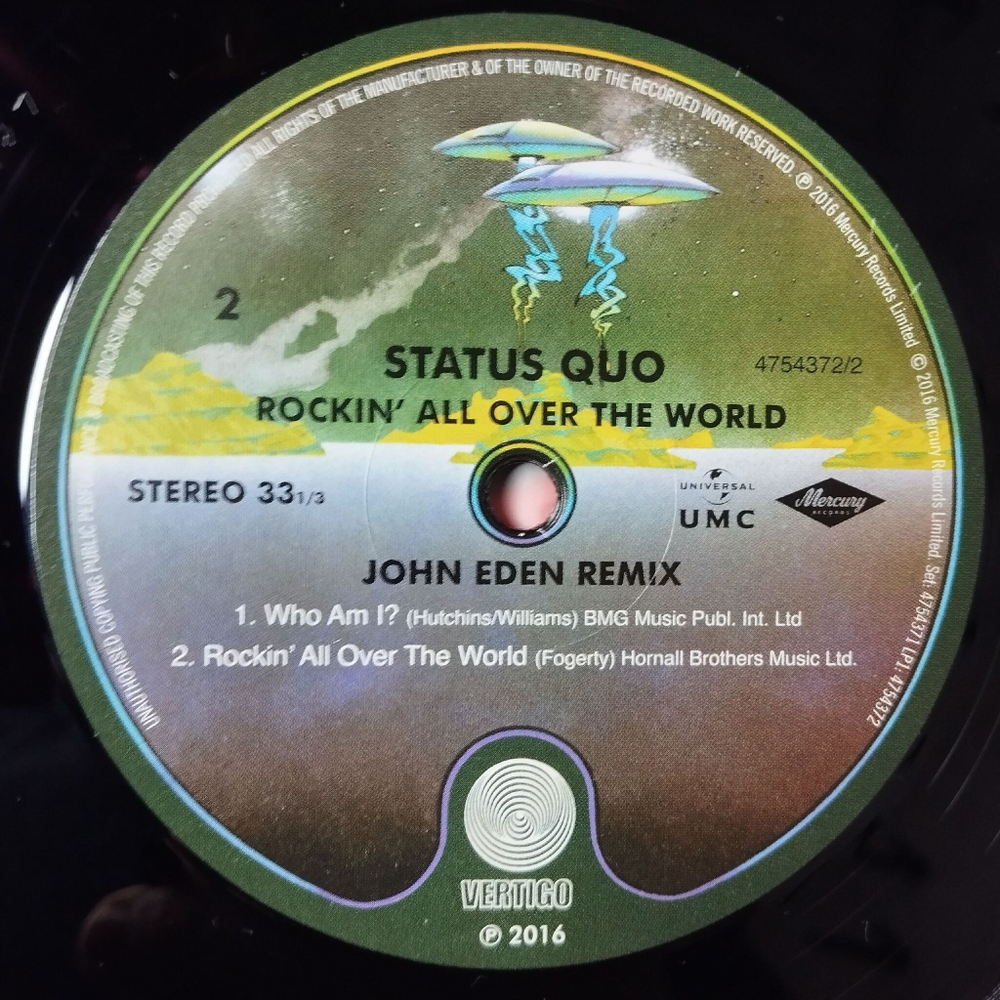 UNAUTHORISED COPYING PUBLIC BROADCASTING OF THIS RECORD ALL RIGHTS OF THE MANUFACTURER & OF THE OWNER OF THE RECORDED WORK RESERVED. ℗ 2016 Mercury Records Limited © 2016 Mercury Records Limited. Set: 4754371 LP1: 4754372
2
STATUS QUO
4754372/2
ROCKIN' ALL OVER THE WORLD
STEREO 33 1/3
UNIVERSAL
UMC
Mercury
RECORDS
JOHN EDEN REMIX
1. Who Am I? (Hutchins/Williams) BMG Music Publ. Int. Ltd
2. Rockin' All Over The World (Fogerty) Hornall Brothers Music Ltd.
VERTIGO
℗ 2016